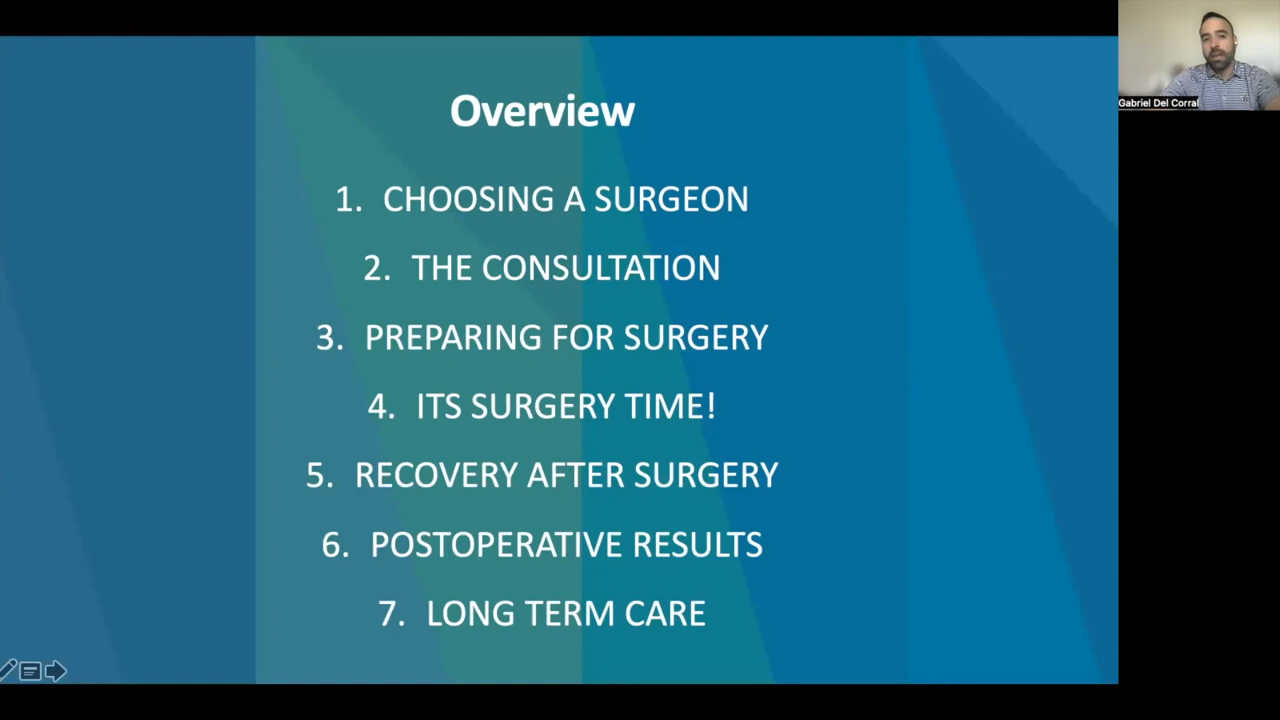 Overview
1. CHOOSING A SURGEON
2. THE CONSULTATION
3. PREPARING FOR SURGERY
4. ITS SURGERY TIME!
5. RECOVERY AFTER SURGERY
6. POSTOPERATIVE RESULTS
7. LONG TERM CARE
Gabriel Del Corral